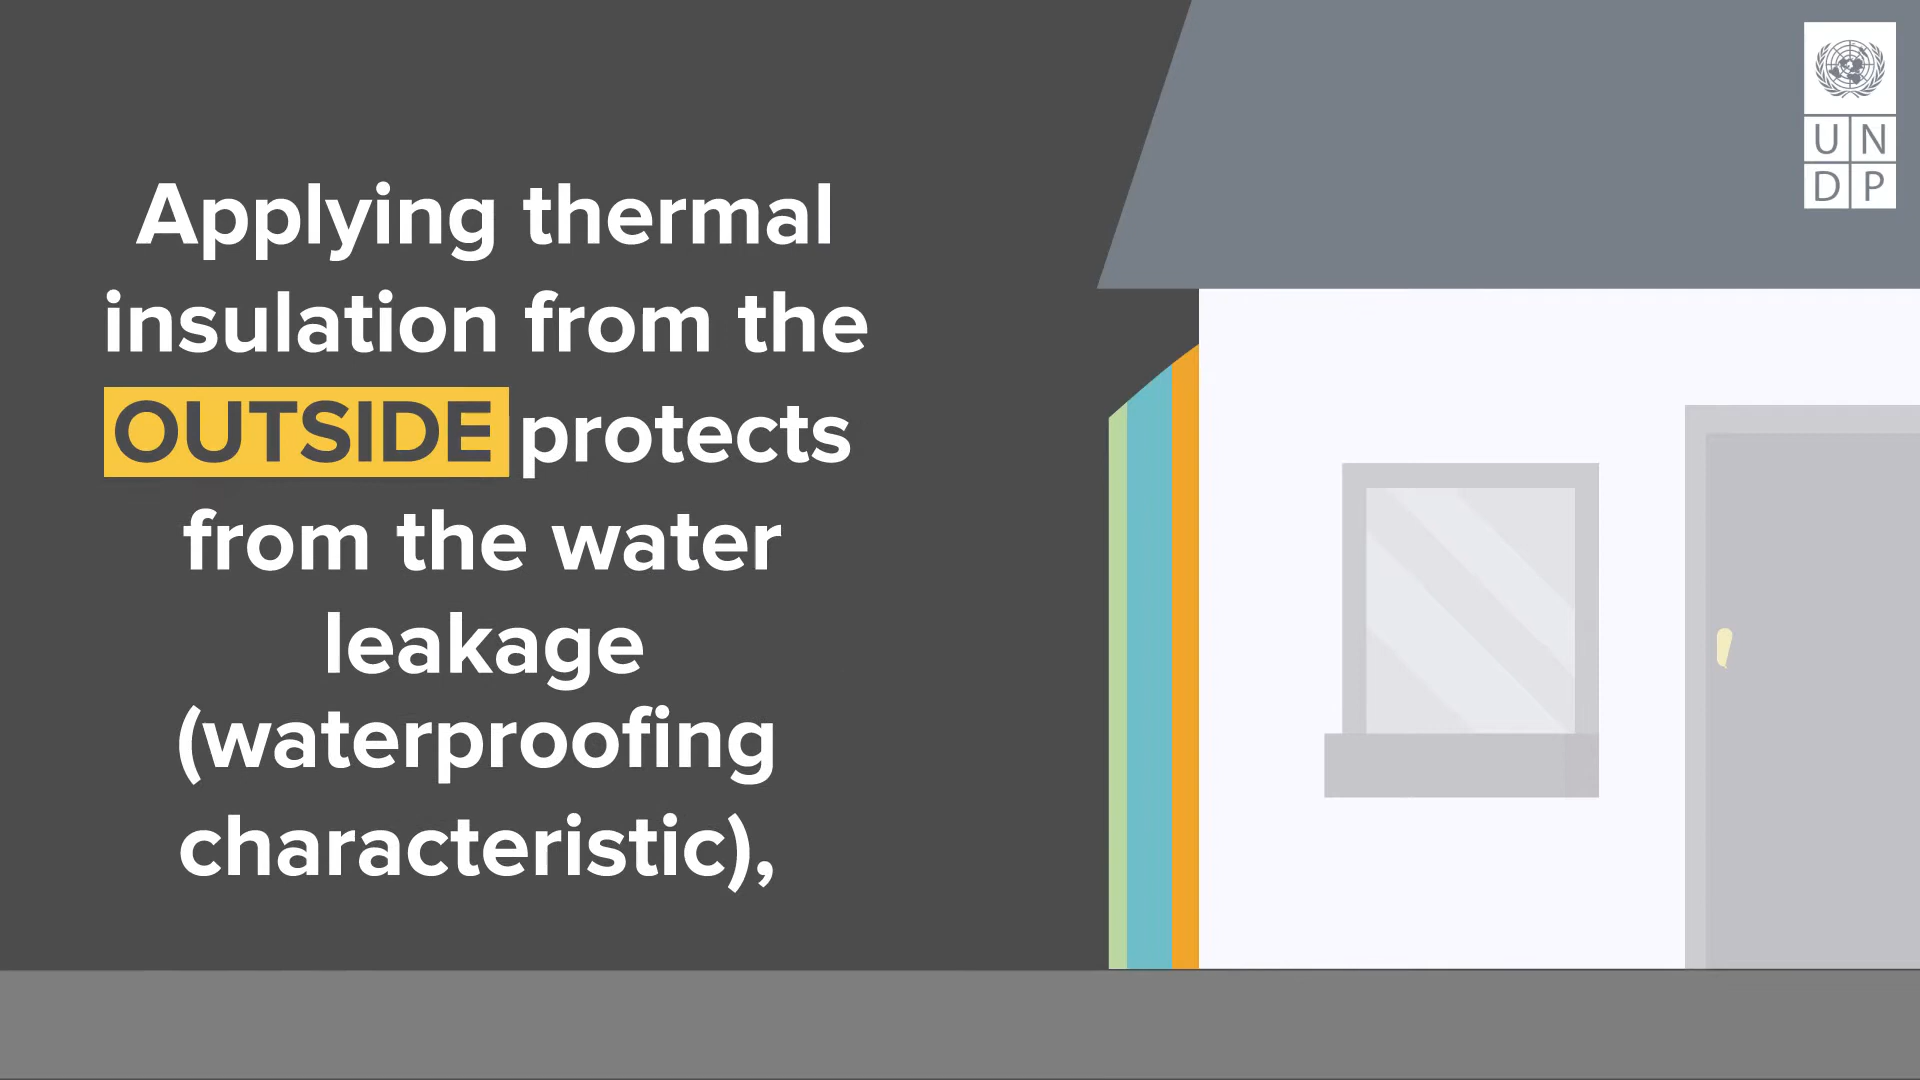 Applying thermal
insulation from the
OUTSIDE protects
from the water
leakage
(waterproofing
characteristic),
U N
D P